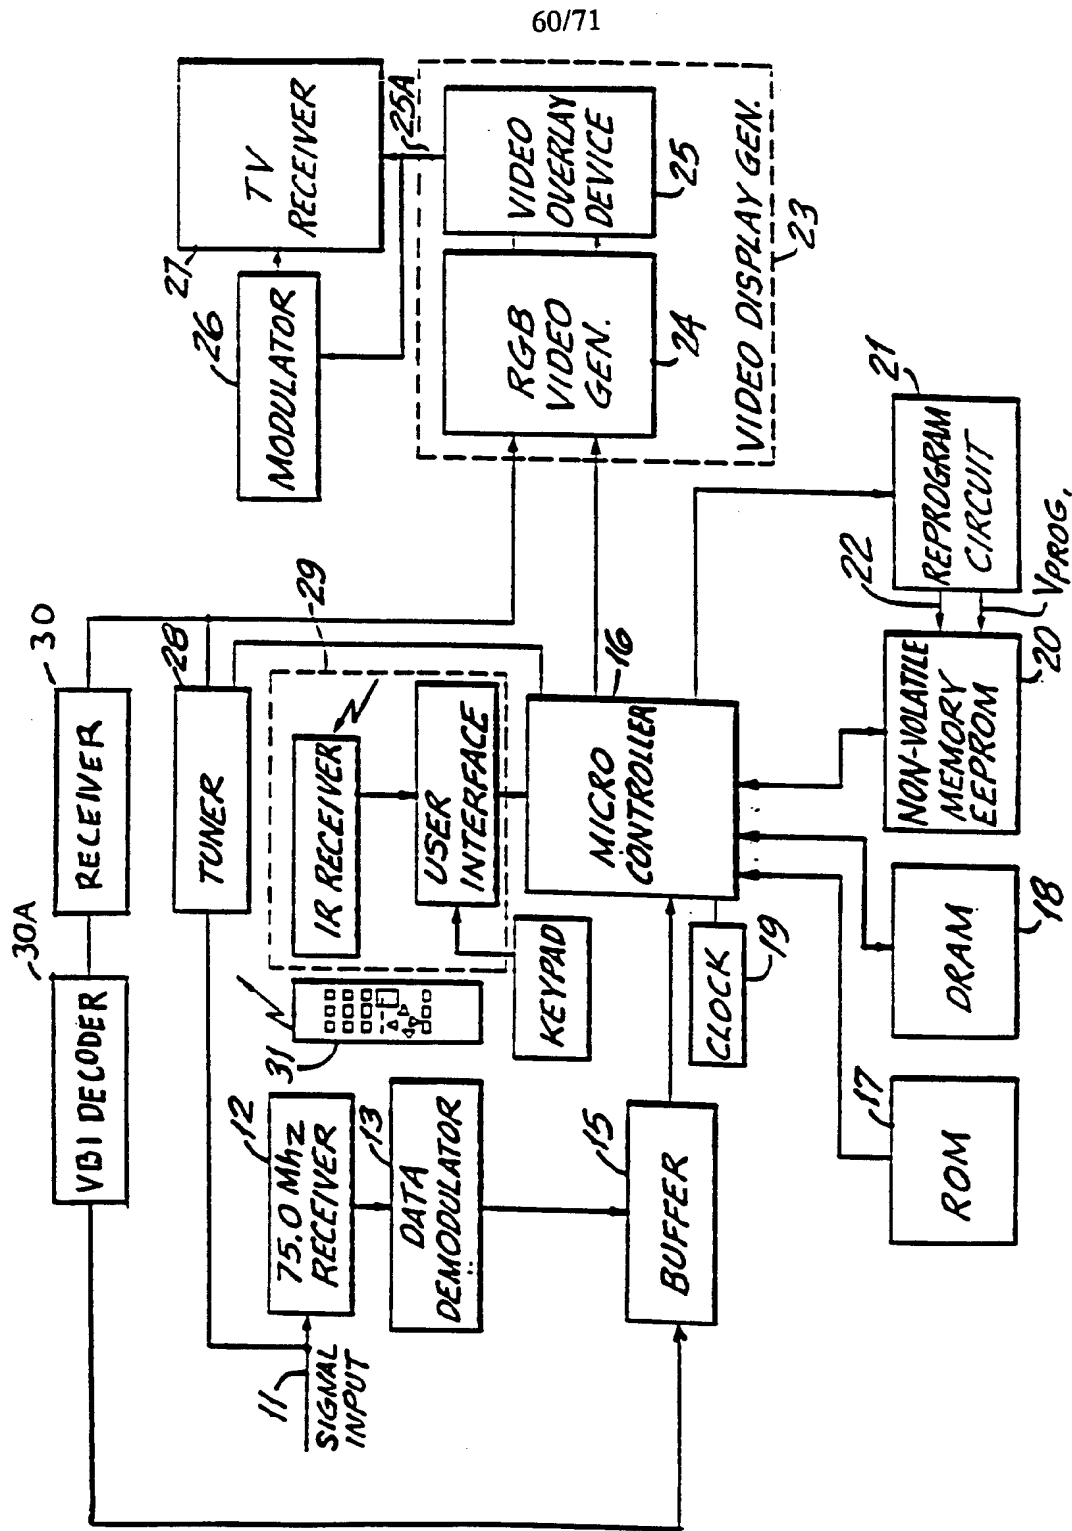 60/71
30A
VBI DECODER
30
RECEIVER
28
TUNER
27
TV
RECEIVER
26
MODULATOR
25A
11
SIGNAL
INPUT
12
75.0 Mhz
RECEIVER
13
DATA
DEMODULATOR
31
29
IR RECEIVER
USER
INTERFACE
KEYPAD
RGB
VIDEO
GEN.
24
VIDEO
OVERLAY
DEVICE
25
VIDEO DISPLAY GEN.
23
15
BUFFER
16
MICRO
CONTROLLER
CLOCK
19
17
ROM
DRAM
18
NON-VOLATILE
MEMORY
EEPROM
20
22
VPROG.
21
REPROGRAM
CIRCUIT